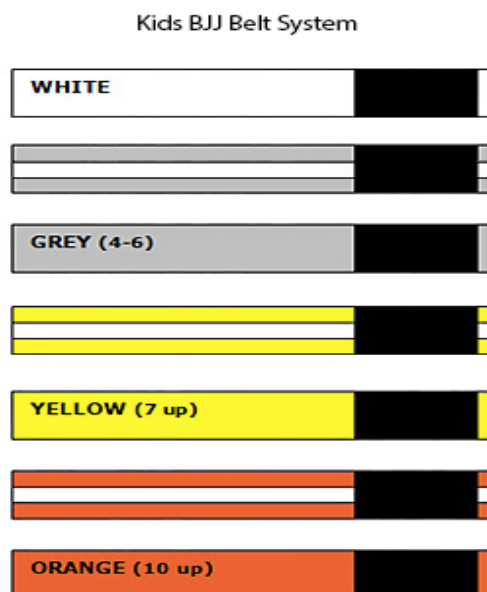 Kids BJJ Belt System
WHITE
GREY (4-6)
YELLOW (7 up)
ORANGE (10 up)